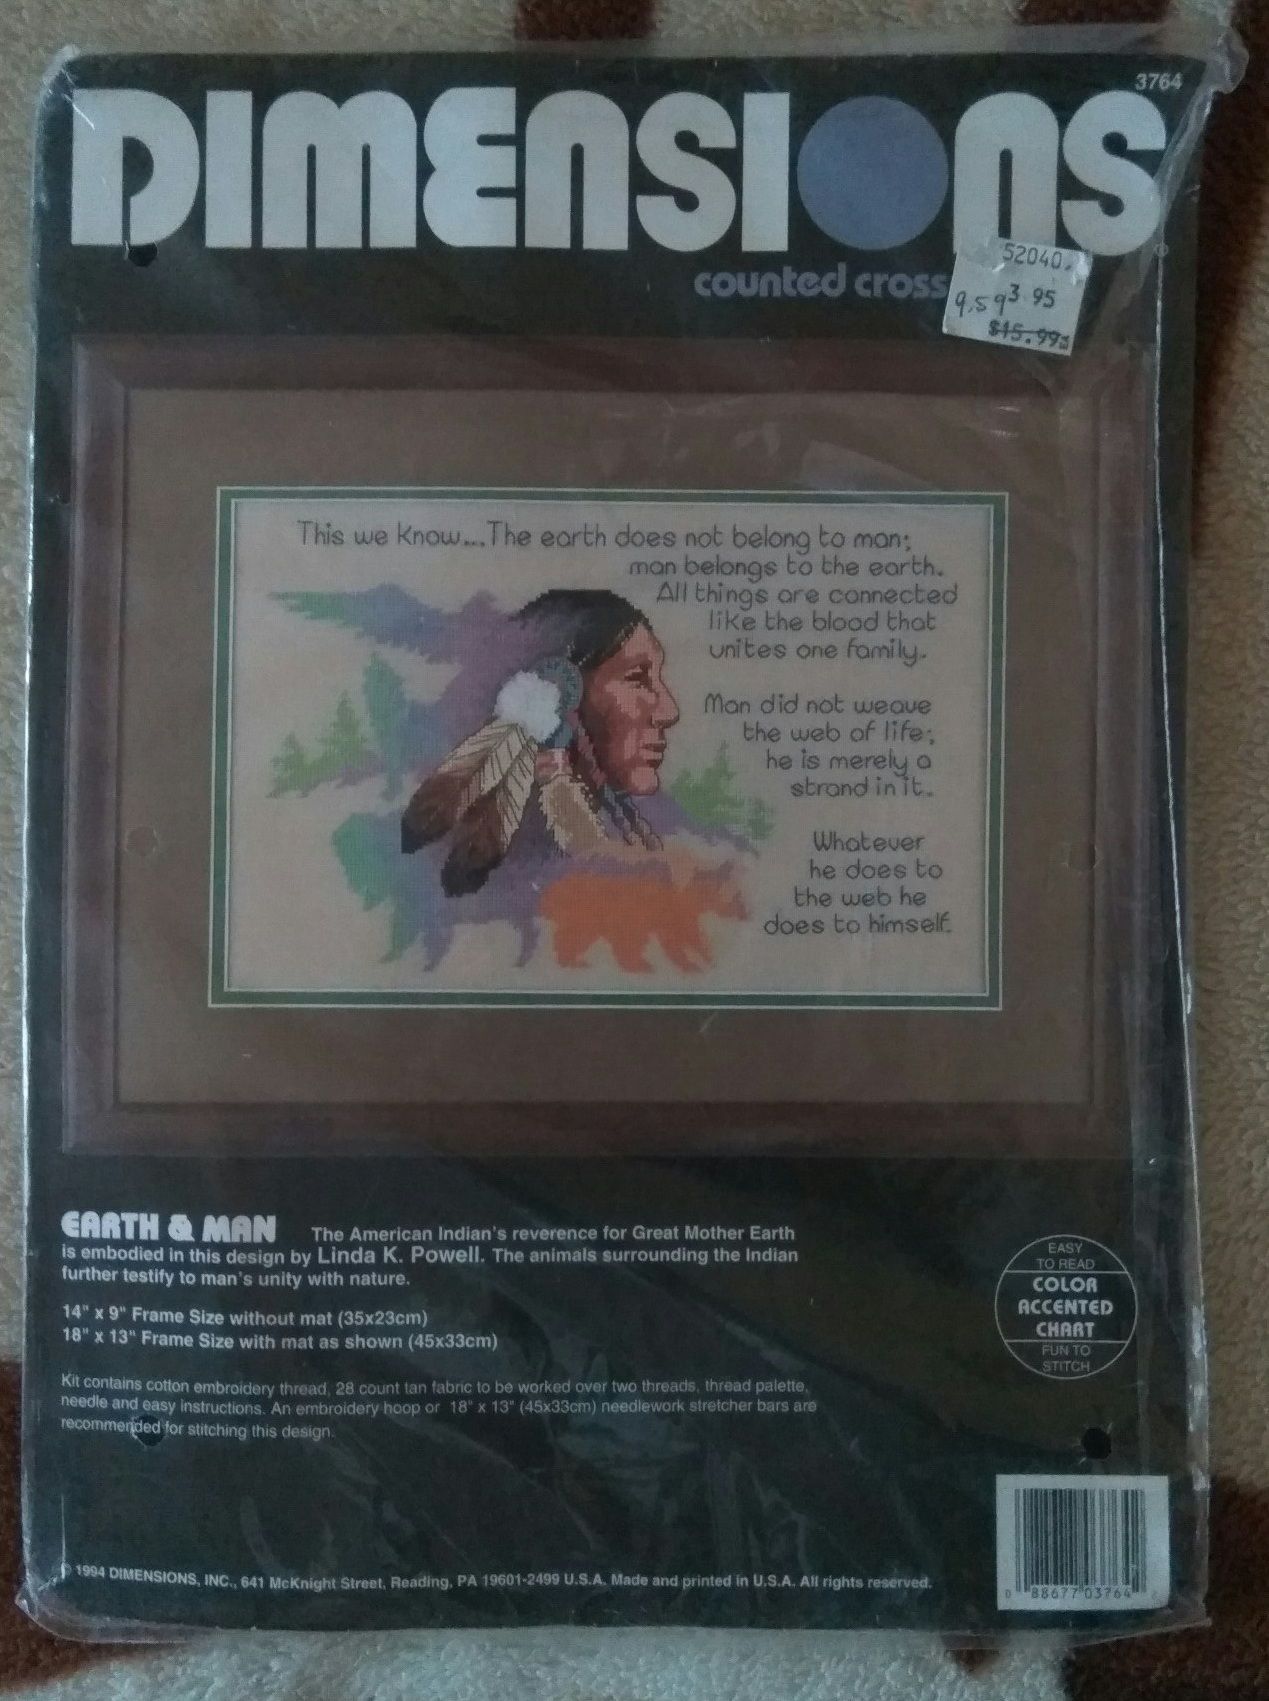 3764
DIMENSIONS
counted cross
52040.
9.59 3.95
$15.99
This we know...The earth does not belong to man;
man belongs to the earth.
All things are connected
like the blood that
unites one family.
Man did not weave
the web of life;
he is merely a
strand in it.
Whatever
he does to
the web he
does to himself.
EARTH & MAN The American Indian's reverence for Great Mother Earth
is embodied in this design by Linda K. Powell. The animals surrounding the Indian
further testify to man's unity with nature.
14" x 9" Frame Size without mat (35x23cm)
18" x 13" Frame Size with mat as shown (45x33cm)
Kit contains cotton embroidery thread, 28 count tan fabric to be worked over two threads, thread palette,
needle and easy instructions. An embroidery hoop or 18" x 13" (45x33cm) needlework stretcher bars are
recommended for stitching this design.
EASY
TO READ
COLOR
ACCENTED
CHART
FUN TO
STITCH
© 1994 DIMENSIONS, INC., 641 McKnight Street, Reading, PA 19601-2499 U.S.A. Made and printed in U.S.A. All rights reserved.
0 88677 03764